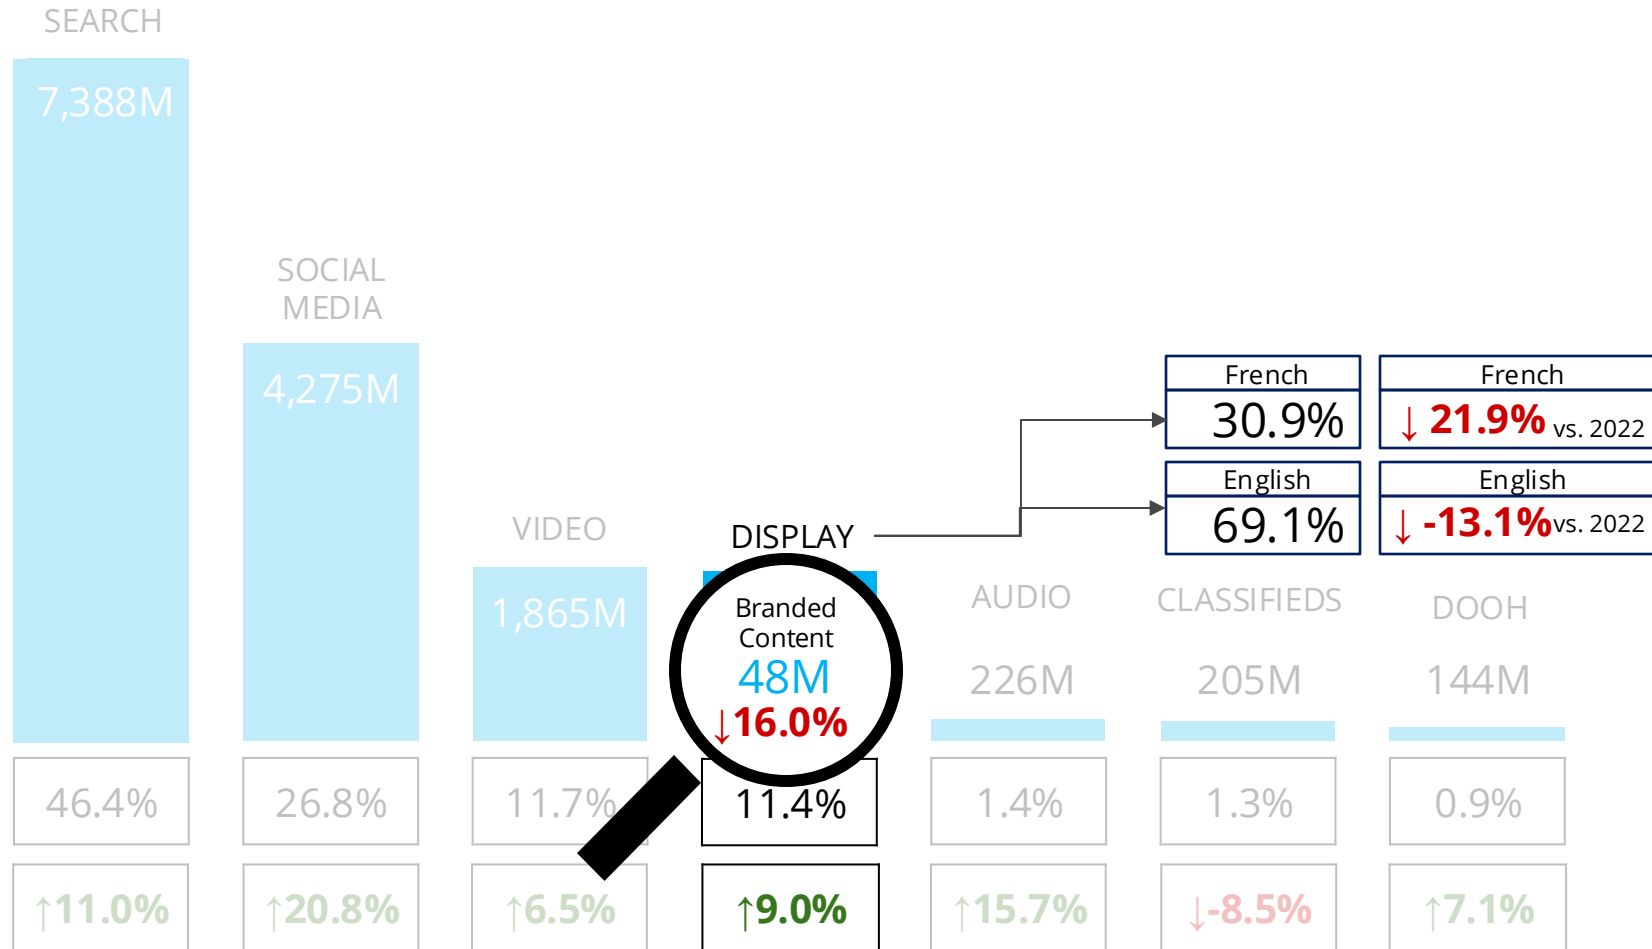 SEARCH
7,388M
SOCIAL
MEDIA
4,275M
VIDEO
1,865M
DISPLAY
Branded
Content
48M
↓16.0%
French
30.9%
French
↓ 21.9% vs. 2022
English
69.1%
English
↓ -13.1% vs. 2022
AUDIO
226M
CLASSIFIEDS
205M
DOOH
144M
46.4%
26.8%
11.7%
11.4%
1.4%
1.3%
0.9%
↑11.0%
↑20.8%
↑6.5%
↑9.0%
↑15.7%
↓-8.5%
↑7.1%